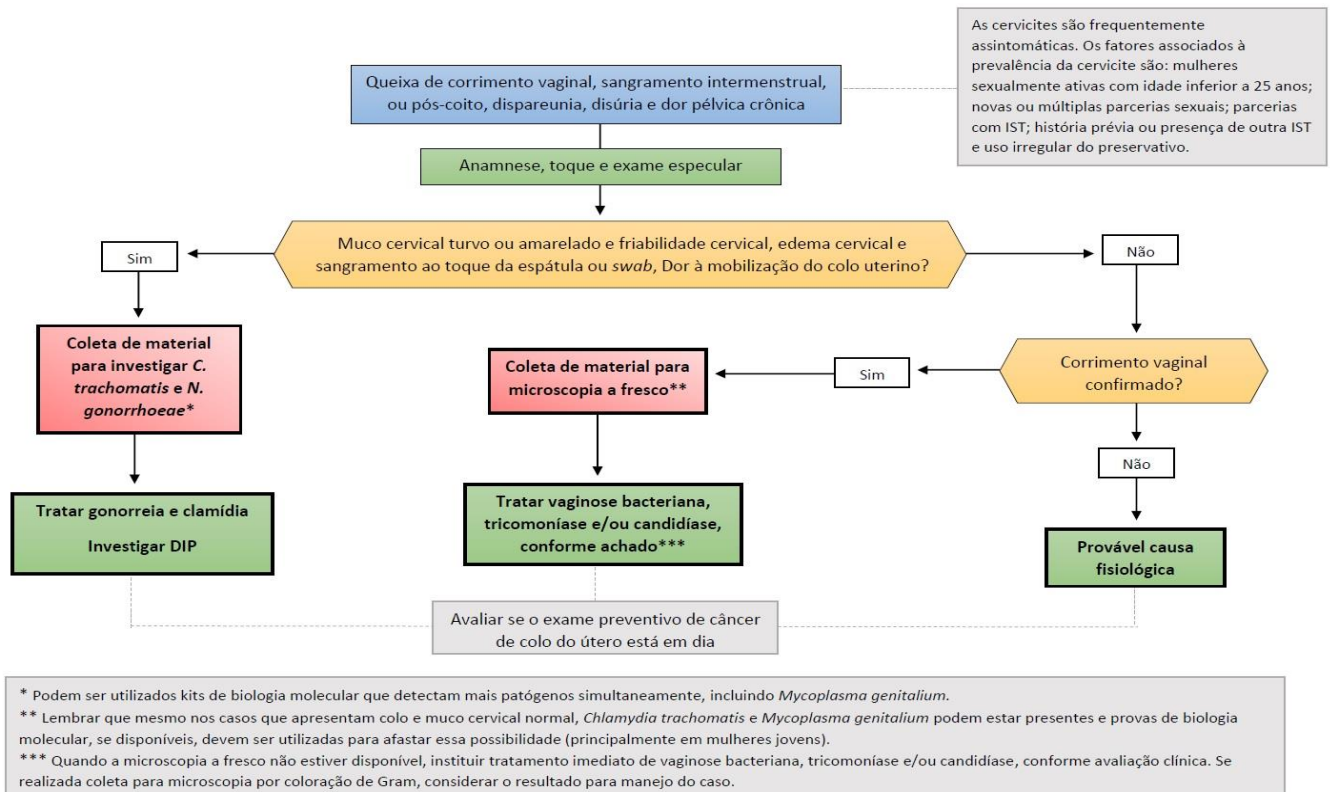 As cervicites são frequentemente
assintomáticas. Os fatores associados à
prevalência da cervicite são: mulheres
sexualmente ativas com idade inferior a 25 anos;
novas ou múltiplas parcerias sexuais; parcerias
com IST; história prévia ou presença de outra IST
e uso irregular do preservativo.
Queixa de corrimento vaginal, sangramento intermenstrual,
ou pós-coito, dispareunia, disúria e dor pélvica crônica
Anamnese, toque e exame especular
Muco cervical turvo ou amarelado e friabilidade cervical, edema cervical e
sangramento ao toque da espátula ou swab, Dor à mobilização do colo uterino?
Sim
Não
Coleta de material
para investigar C.
trachomatis e N.
gonorrhoeae*
Coleta de material para
microscopia a fresco**
Sim
Corrimento vaginal
confirmado?
Não
Tratar gonorreia e clamídia
Investigar DIP
Tratar vaginose bacteriana,
tricomoníase e/ou candidíase,
conforme achado***
Provável causa
fisiológica
Avaliar se o exame preventivo de câncer
de colo do útero está em dia
* Podem ser utilizados kits de biologia molecular que detectam mais patógenos simultaneamente, incluindo Mycoplasma genitalium.
** Lembrar que mesmo nos casos que apresentam colo e muco cervical normal, Chlamydia trachomatis e Mycoplasma genitalium podem estar presentes e provas de biologia
molecular, se disponíveis, devem ser utilizadas para afastar essa possibilidade (principalmente em mulheres jovens).
*** Quando a microscopia a fresco não estiver disponível, instituir tratamento imediato de vaginose bacteriana, tricomoníase e/ou candidíase, conforme avaliação clínica. Se
realizada coleta para microscopia por coloração de Gram, considerar o resultado para manejo do caso.